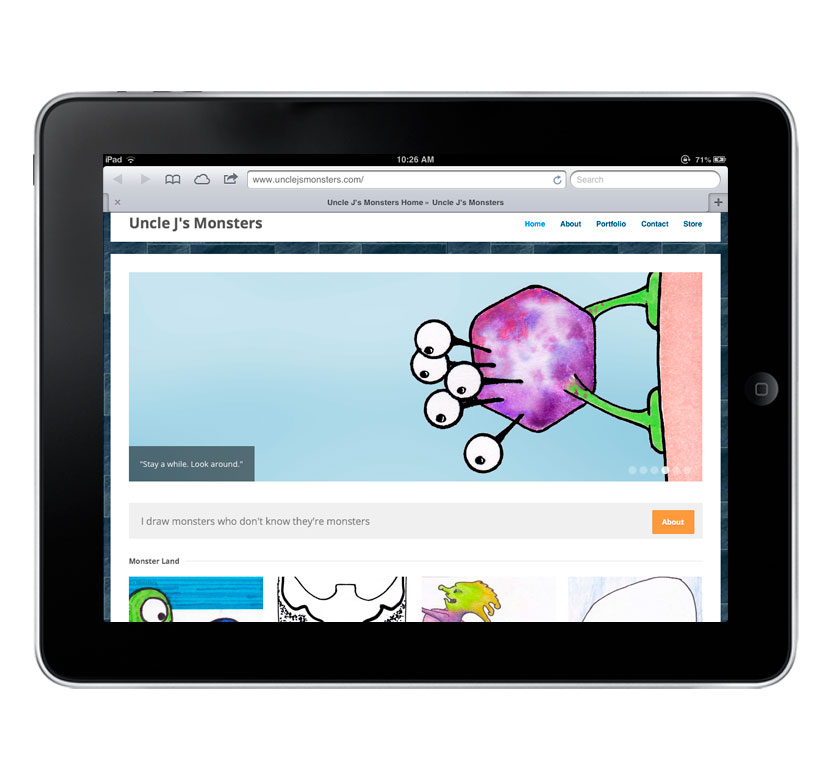 iPad 10:26 AM 71%
www.unclejsmonsters.com/ Search
Uncle J's Monsters Home » Uncle J's Monsters
Uncle J's Monsters Home About Portfolio Contact Store
"Stay a while. Look around."
I draw monsters who don't know they're monsters About
Monster Land